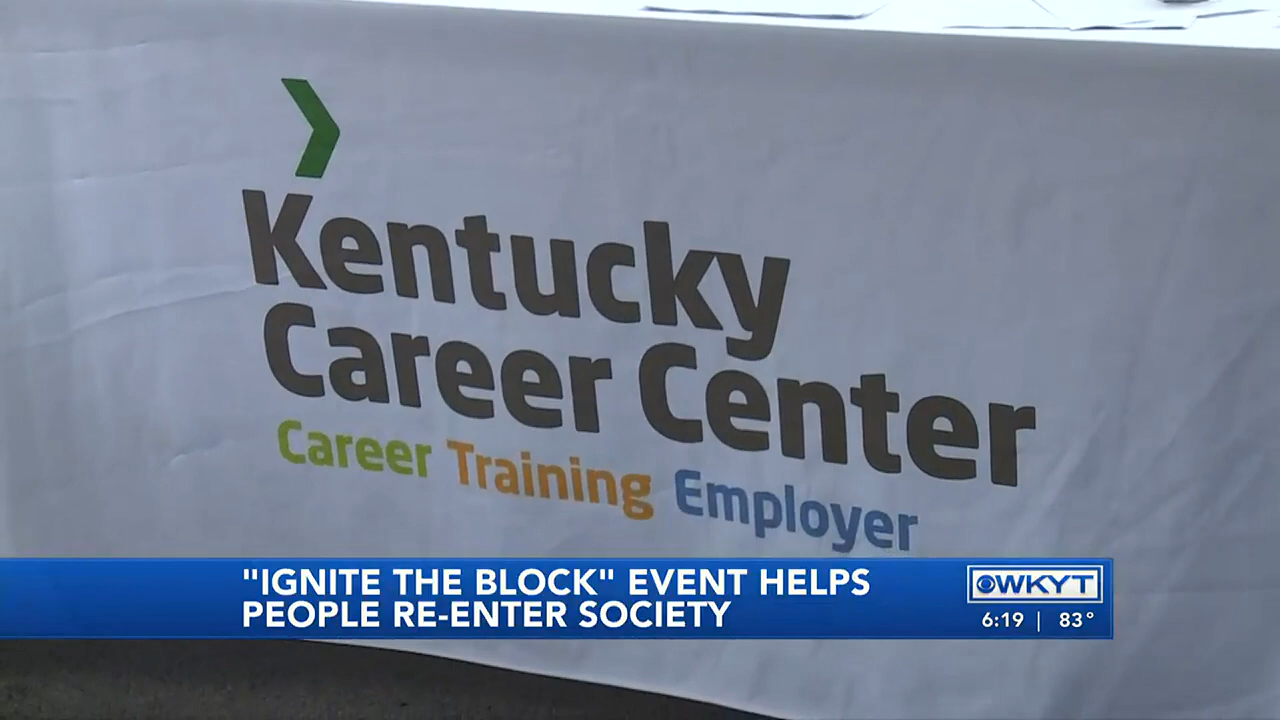 Kentucky
Career Center
Career Training Employer
"IGNITE THE BLOCK" EVENT HELPS
PEOPLE RE-ENTER SOCIETY
WKYT
6:19 | 83°